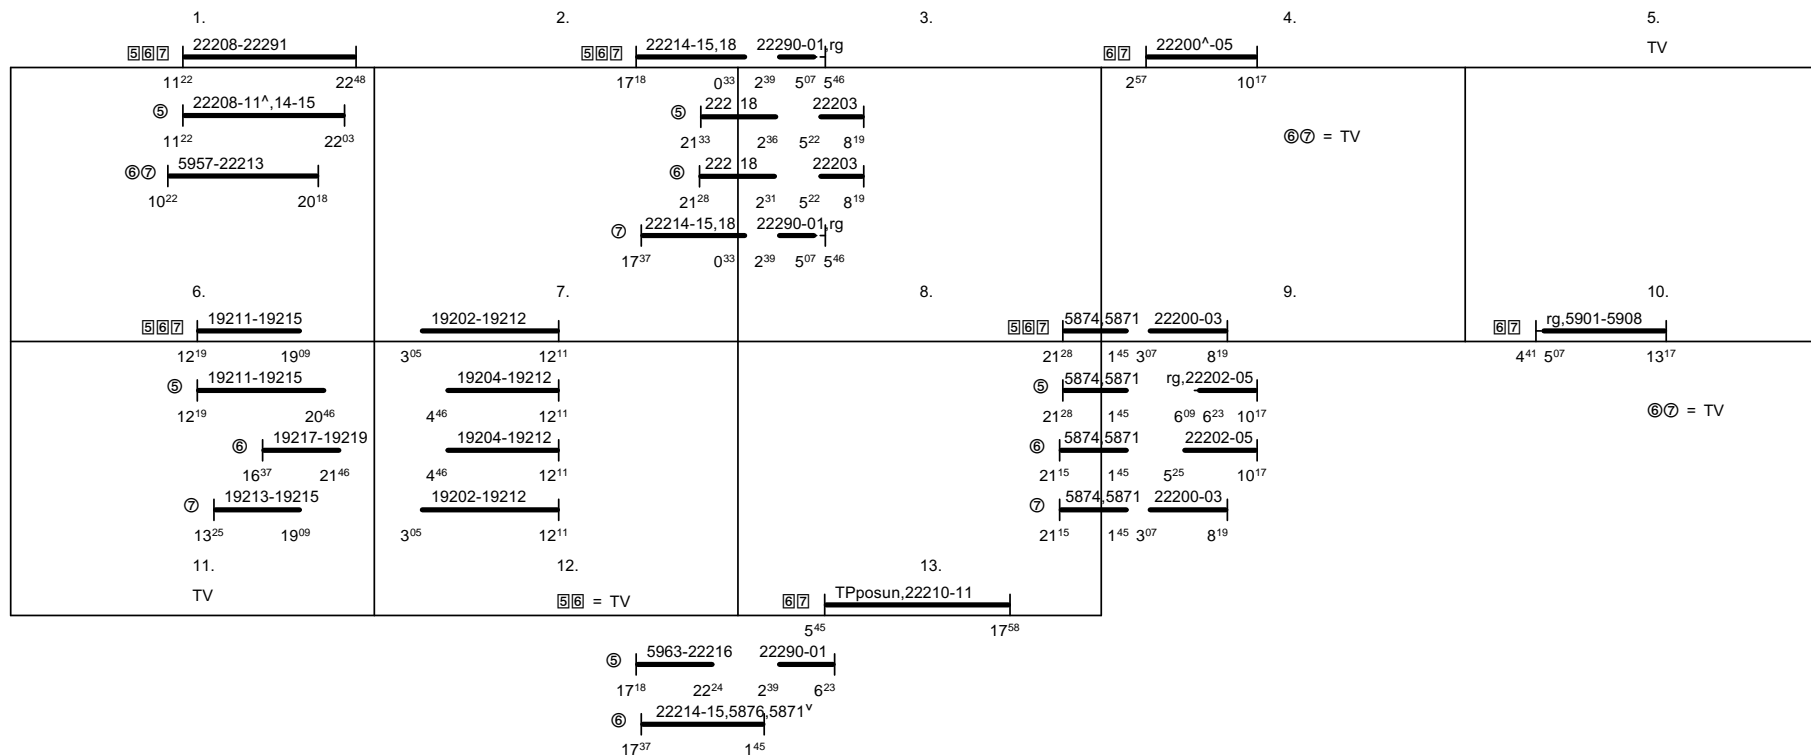 1. 2. 3. 4. 5.
5 6 7 22208-22291 5 6 7 22214-15,18 22290-01,rg 6 7 22200^-05 TV
11²² 22⁴⁸ 17¹⁸ 0³³ 2³⁹ 5⁰⁷ 5⁴⁶ 2⁵⁷ 10¹⁷
⑤ 22208-11^,14-15 ⑤ 222 18 22203
11²² 22⁰³ 21³³ 2³⁶ 5²² 8¹⁹ ⑥⑦ = TV
⑥⑦ 5957-22213 ⑥ 222 18 22203
10²² 20¹⁸ 21²⁸ 2³¹ 5²² 8¹⁹
⑦ 22214-15,18 22290-01,rg
17³⁷ 0³³ 2³⁹ 5⁰⁷ 5⁴⁶
6. 7. 8. 9. 10.
5 6 7 19211-19215 19202-19212 5 6 7 5874,5871 22200-03 6 7 rg,5901-5908
12¹⁹ 19⁰⁹ 3⁰⁵ 12¹¹ 21²⁸ 1⁴⁵ 3⁰⁷ 8¹⁹ 4⁴¹ 5⁰⁷ 13¹⁷
⑤ 19211-19215 19204-19212 ⑤ 5874,5871 rg,22202-05
12¹⁹ 20⁴⁶ 4⁴⁶ 12¹¹ 21²⁸ 1⁴⁵ 6⁰⁹ 6²³ 10¹⁷ ⑥⑦ = TV
⑥ 19217-19219 19204-19212 ⑥ 5874,5871 22202-05
16³⁷ 21⁴⁶ 4⁴⁶ 12¹¹ 21¹⁵ 1⁴⁵ 5²⁵ 10¹⁷
⑦ 19213-19215 19202-19212 ⑦ 5874,5871 22200-03
13²⁵ 19⁰⁹ 3⁰⁵ 12¹¹ 21¹⁵ 1⁴⁵ 3⁰⁷ 8¹⁹
11. 12. 13.
TV 5 6 = TV 6 7 TPposun,22210-11
5⁴⁵ 17⁵⁸
⑤ 5963-22216 22290-01
17¹⁸ 22²⁴ 2³⁹ 6²³
⑥ 22214-15,5876,5871ᵛ
17³⁷ 1⁴⁵